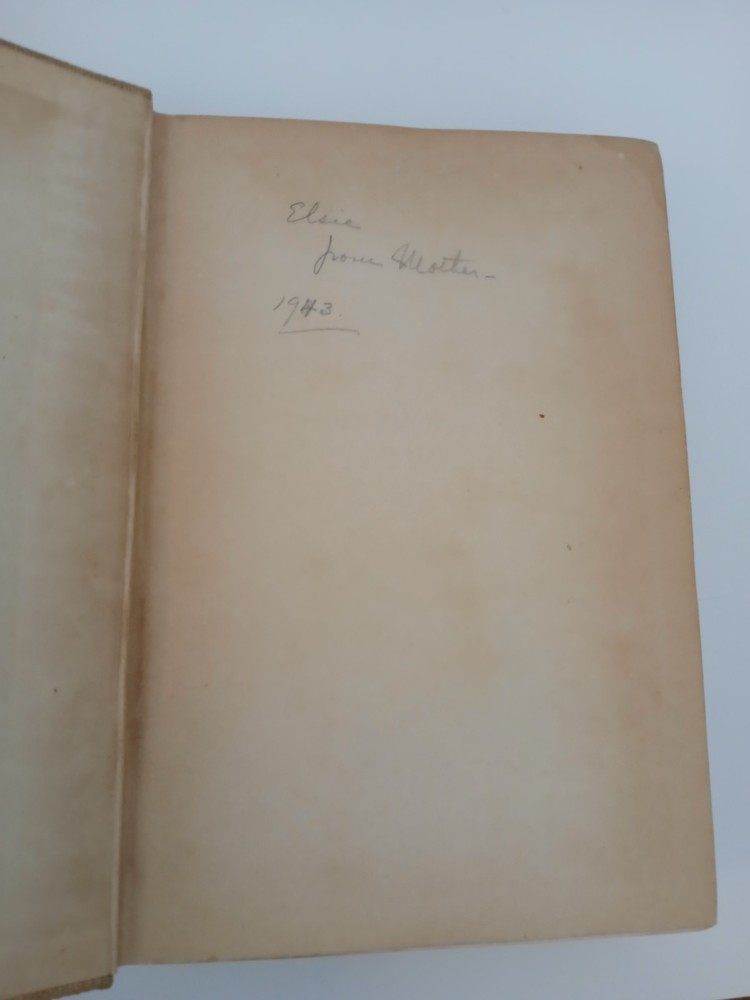 Elsie
from Mother-
1943.